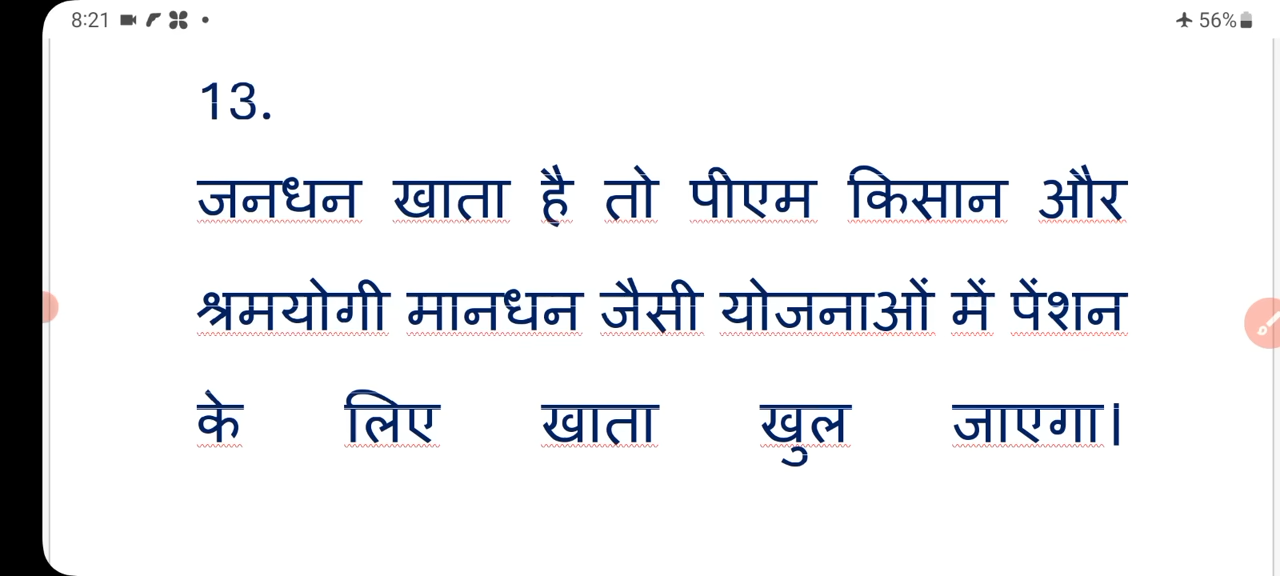 8:21
56%
13.
जनधन खाता है तो पीएम किसान और
श्रमयोगी मानधन जैसी योजनाओं में पेंशन
के लिए खाता खुल जाएगा।